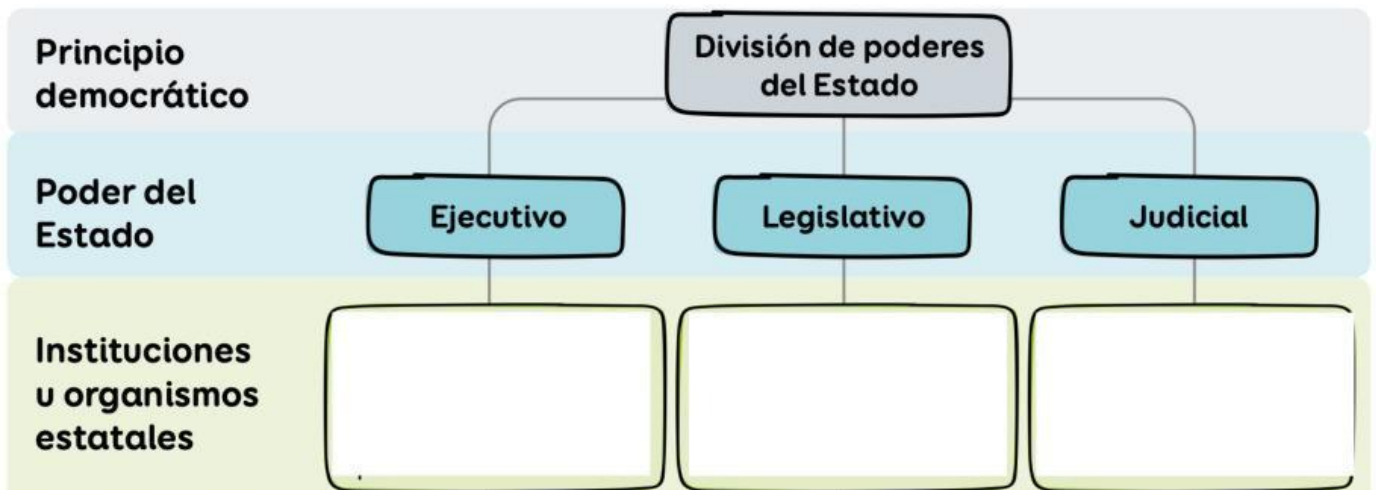 Principio
democrático
División de poderes
del Estado
Poder del
Estado
Ejecutivo
Legislativo
Judicial
Instituciones
u organismos
estatales